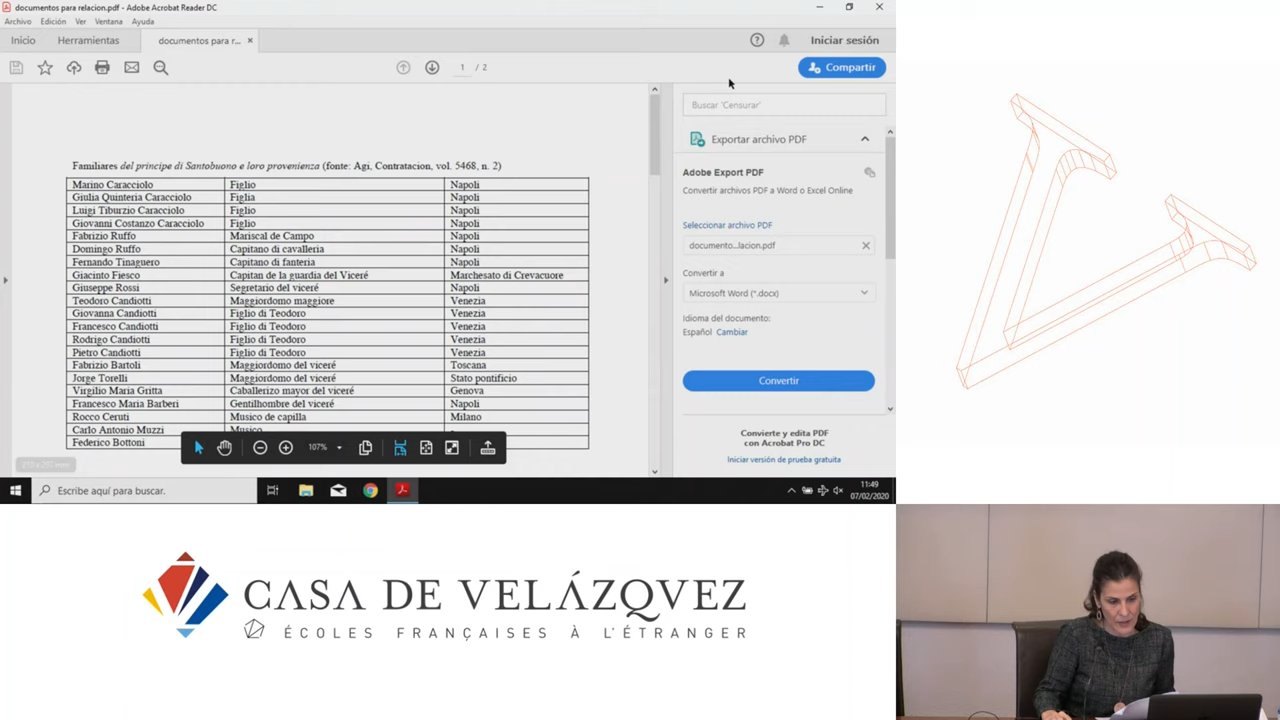 documentos para relacion.pdf - Adobe Acrobat Reader DC
Archivo Edición Ver Ventana Ayuda
Inicio Herramientas documentos para r... × Iniciar sesión
1 / 2 Compartir
Buscar 'Censurar'
Exportar archivo PDF
Adobe Export PDF
Convertir archivos PDF a Word o Excel Online
Seleccionar archivo PDF
documento...lacion.pdf
Convertir a
Microsoft Word (*.docx)
Idioma del documento:
Español Cambiar
Convertir
Convierte y edita PDF
con Acrobat Pro DC
Iniciar versión de prueba gratuita
Familiares del principe di Santobuono e loro provenienza (fonte: Agi, Contratacion, vol. 5468, n. 2)
Marino Caracciolo Figlio Napoli
Giulia Quinteria Caracciolo Figlia Napoli
Luigi Tiburzio Caracciolo Figlio Napoli
Giovanni Costanzo Caracciolo Figlio Napoli
Fabrizio Ruffo Mariscal de Campo Napoli
Domingo Ruffo Capitano di cavalleria Napoli
Fernando Tinaguero Capitano di fanteria Napoli
Giacinto Fiesco Capitan de la guardia del Viceré Marchesato di Crevacuore
Giuseppe Rossi Segretario del viceré Napoli
Teodoro Candiotti Maggiordomo maggiore Venezia
Giovanna Candiotti Figlio di Teodoro Venezia
Francesco Candiotti Figlio di Teodoro Venezia
Rodrigo Candiotti Figlio di Teodoro Venezia
Pietro Candiotti Figlio di Teodoro Venezia
Fabrizio Bartoli Maggiordomo del viceré Toscana
Jorge Torelli Maggiordomo del viceré Stato pontificio
Virgilio Maria Gritta Caballerizo mayor del viceré Genova
Francesco Maria Barberi Gentilhombre del viceré Napoli
Rocco Ceruti Musico de capilla Milano
Carlo Antonio Muzzi Musico
Federico Bottoni
107%
Escribe aquí para buscar.
11:49
07/02/2020
CASA DE VELÁZQVEZ
ÉCOLES FRANÇAISES À L'ÉTRANGER